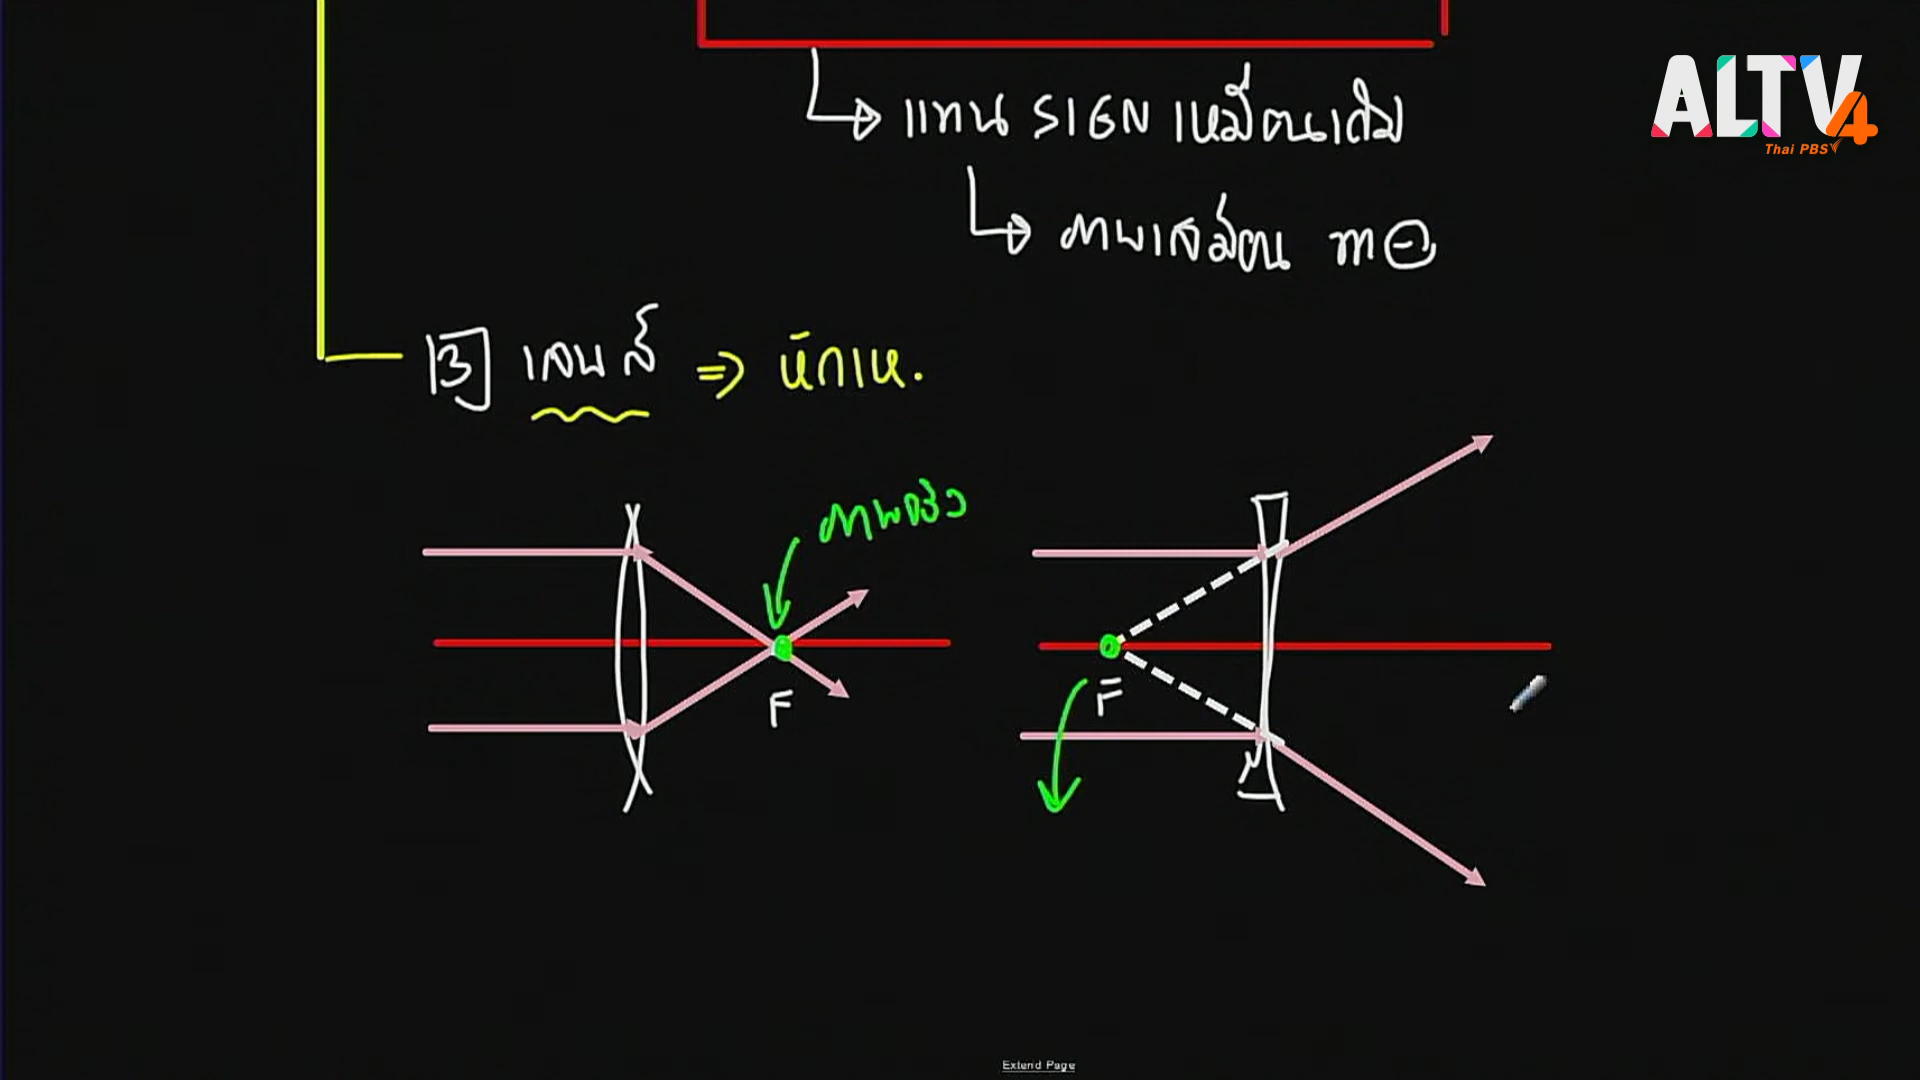 ALTV4
Thai PBS
แทน SIGN เหมือนเดิม
ภาพเสมือน m ⊖
3 เลนส์ ⇒ หักเห.
ภาพจริง
F
F
Extend Page